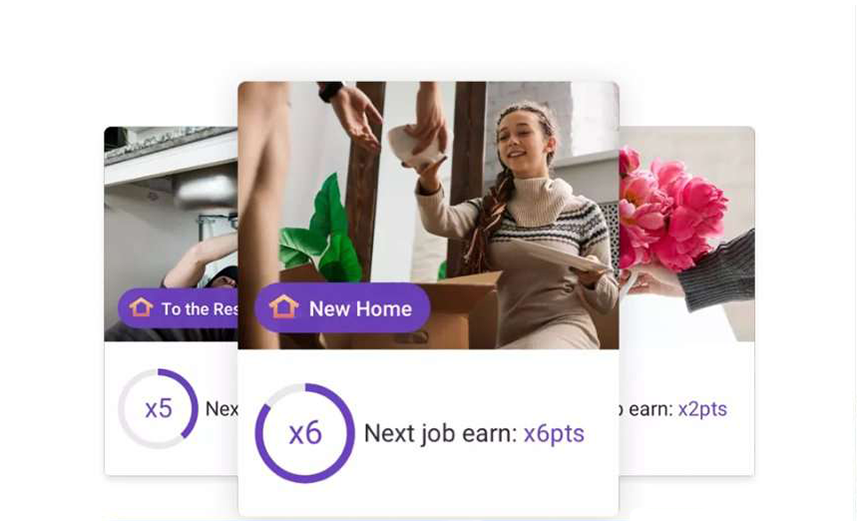 To the Res
x5
Nex
New Home
x6
Next job earn: x6pts
earn: x2pts